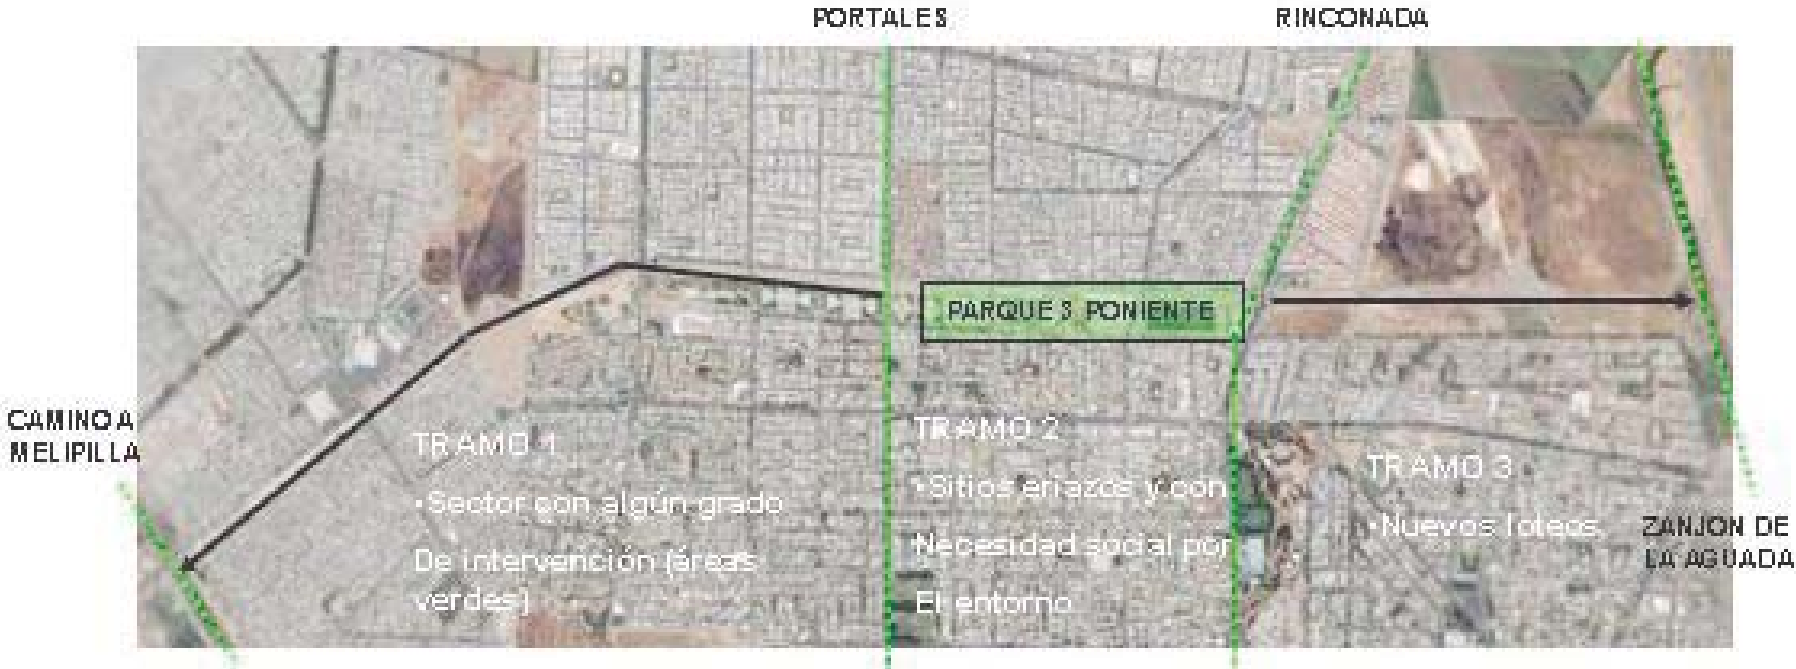 PORTALES
RINCONADA
PARQUE 3 PONIENTE
CAMINO A
MELIPILLA
TRAMO 1
•Sector con algún grado
De intervención (áreas
verdes)
TRAMO 2
•Sitios eriazos y con
Necesidad social por
El entorno
TRAMO 3
•Nuevos loteos
ZANJON DE
LA AGUADA